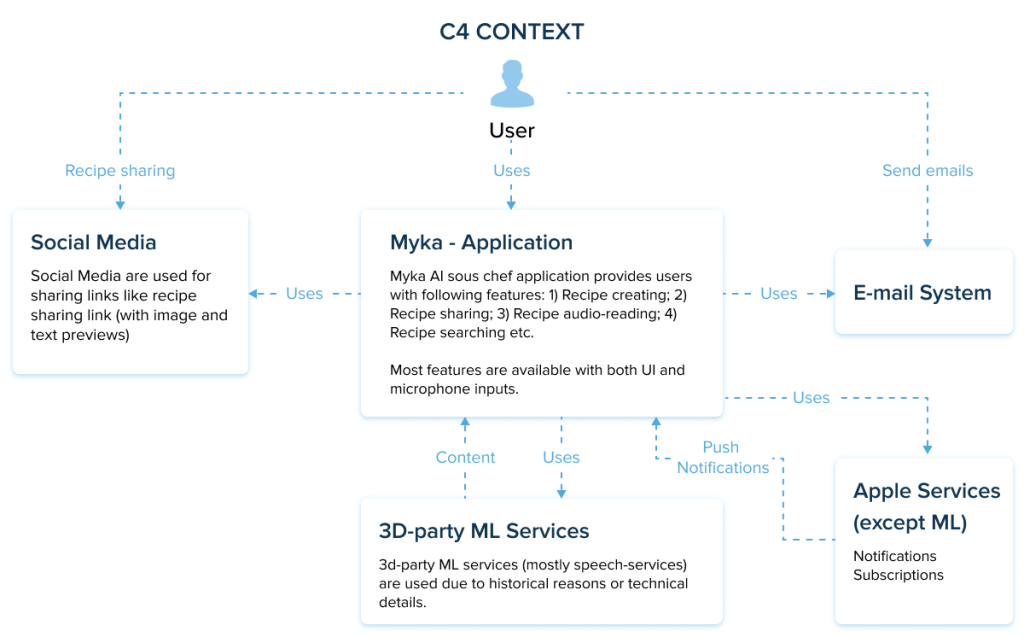 C4 CONTEXT
User
Recipe sharing
Uses
Send emails
Social Media
Social Media are used for
sharing links like recipe
sharing link (with image and
text previews)
Uses
Myka - Application
Myka AI sous chef application provides users
with following features: 1) Recipe creating; 2)
Recipe sharing; 3) Recipe audio-reading; 4)
Recipe searching etc.
Most features are available with both UI and
microphone inputs.
Uses
E-mail System
Uses
Content
Uses
Push
Notifications
3D-party ML Services
3d-party ML services (mostly speech-services)
are used due to historical reasons or technical
details.
Apple Services
(except ML)
Notifications
Subscriptions